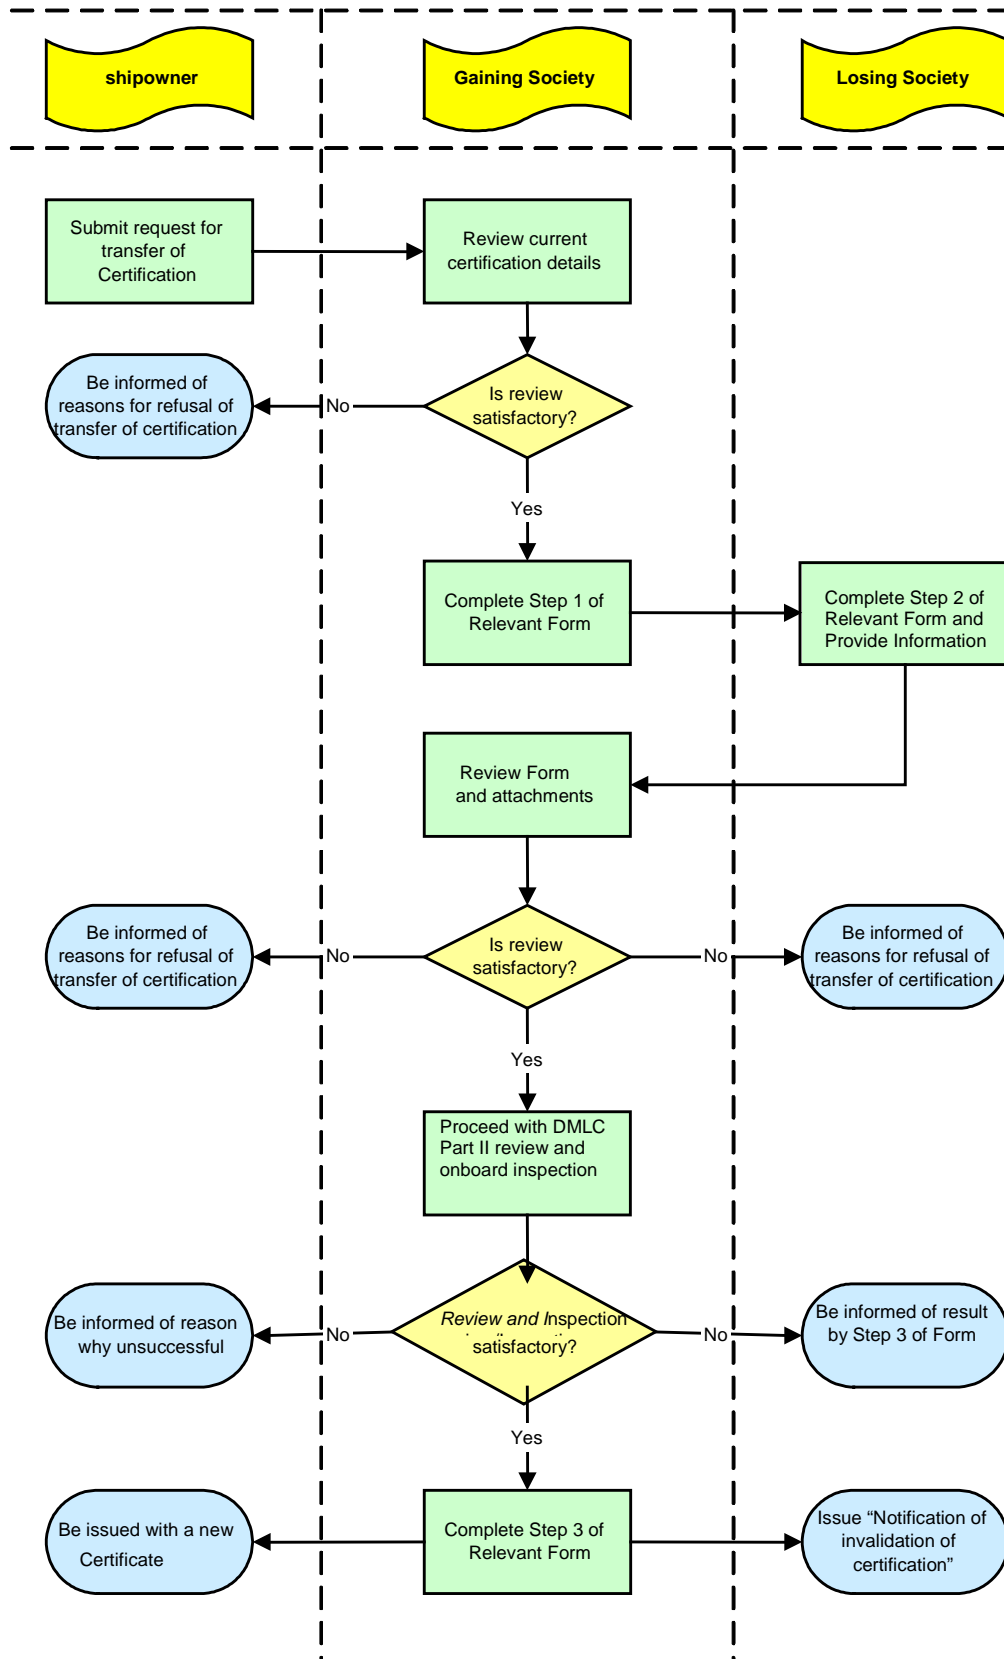 shipowner
Gaining Society
Losing Society
Submit request for
transfer of
Certification
Review current
certification details
Be informed of
reasons for refusal of
transfer of certification
No
Is review
satisfactory?
Yes
Complete Step 1 of
Relevant Form
Complete Step 2 of
Relevant Form and
Provide Information
Review Form
and attachments
Be informed of
reasons for refusal of
transfer of certification
No
Is review
satisfactory?
No
Be informed of
reasons for refusal of
transfer of certification
Yes
Proceed with DMLC
Part II review and
onboard inspection
Be informed of reason
why unsuccessful
No
Review and Inspection
satisfactory?
No
Be informed of result
by Step 3 of Form
Yes
Be issued with a new
Certificate
Complete Step 3 of
Relevant Form
Issue “Notification of
invalidation of
certification”